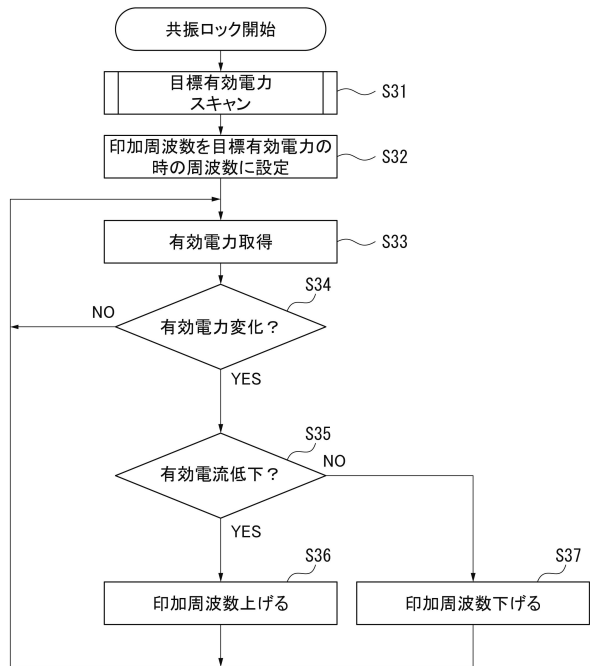 共振ロック開始
目標有効電力
スキャン
S31
印加周波数を目標有効電力の
時の周波数に設定
S32
有効電力取得
S33
S34
NO
有効電力変化？
YES
S35
有効電流低下？
NO
YES
S36
印加周波数上げる
S37
印加周波数下げる